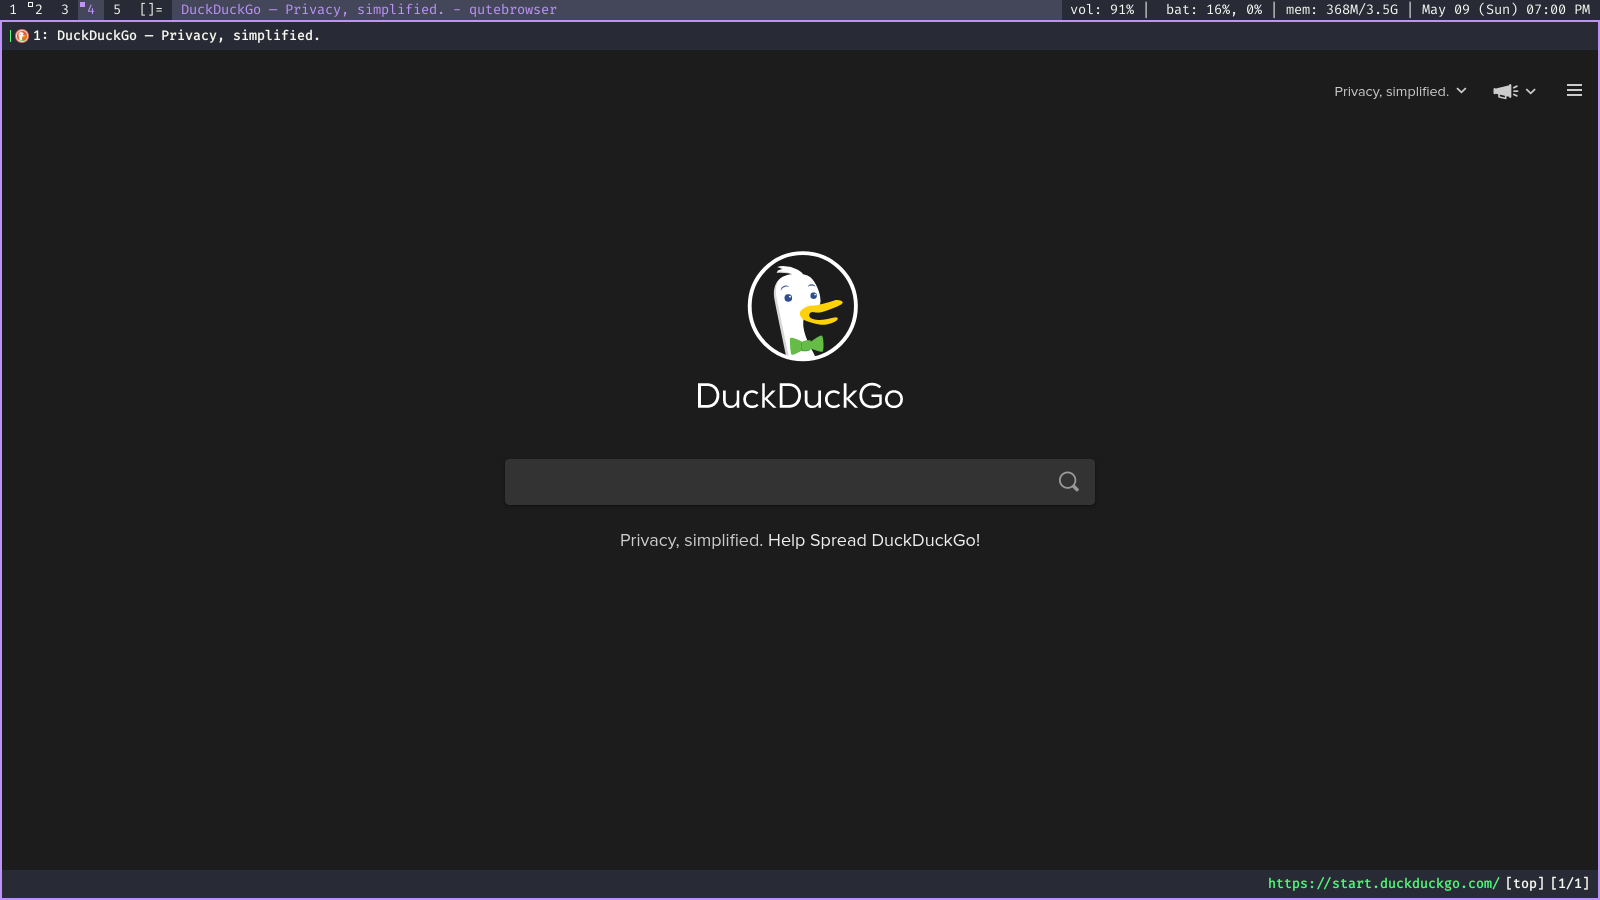 1 2 3 4 5 []= DuckDuckGo — Privacy, simplified. - qutebrowser vol: 91% │ bat: 16%, 0% │ mem: 368M/3.5G │ May 09 (Sun) 07:00 PM
1: DuckDuckGo — Privacy, simplified.
Privacy, simplified.
DuckDuckGo
Privacy, simplified. Help Spread DuckDuckGo!
https://start.duckduckgo.com/ [top] [1/1]